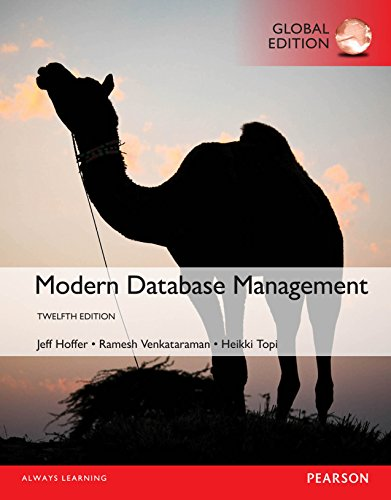 GLOBAL
EDITION
Modern Database Management
TWELFTH EDITION
Jeff Hoffer • Ramesh Venkataraman • Heikki Topi
ALWAYS LEARNING
PEARSON